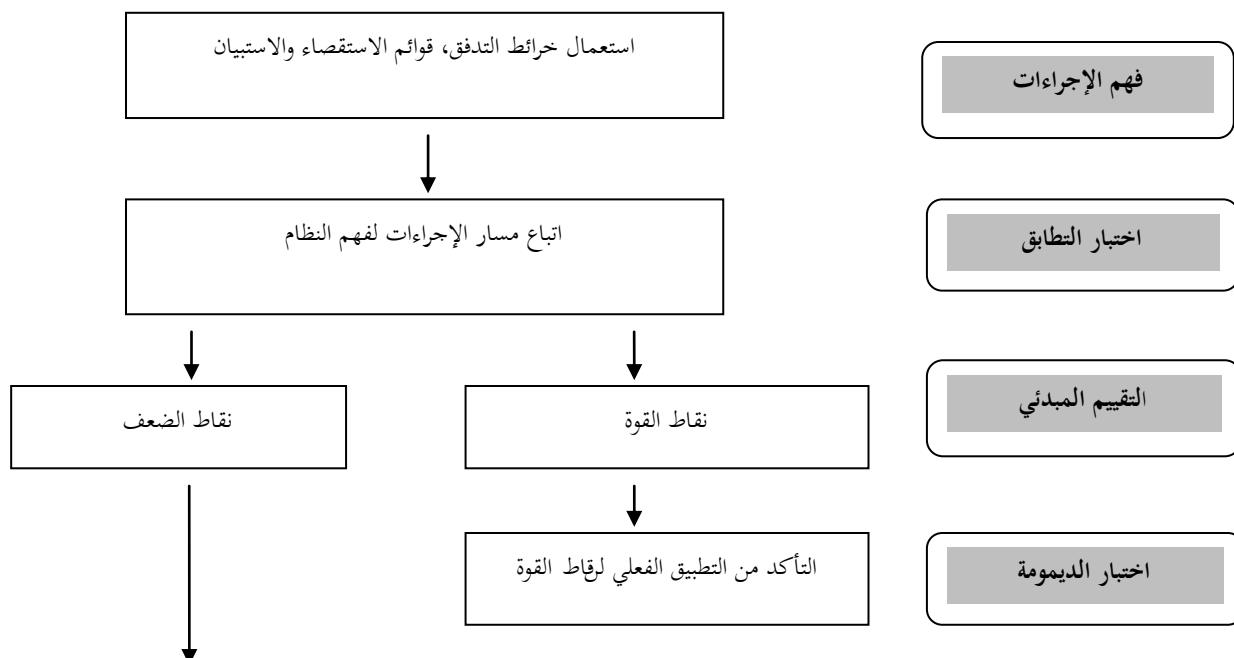 فهم الإجراءات
استعمال خرائط التدفق، قوائم الاستقصاء والاستبيان
اختبار التطابق
اتباع مسار الإجراءات لفهم النظام
التقييم المبدئي
نقاط القوة
نقاط الضعف
اختبار الديمومة
التأكد من التطبيق الفعلي لرقاط القوة